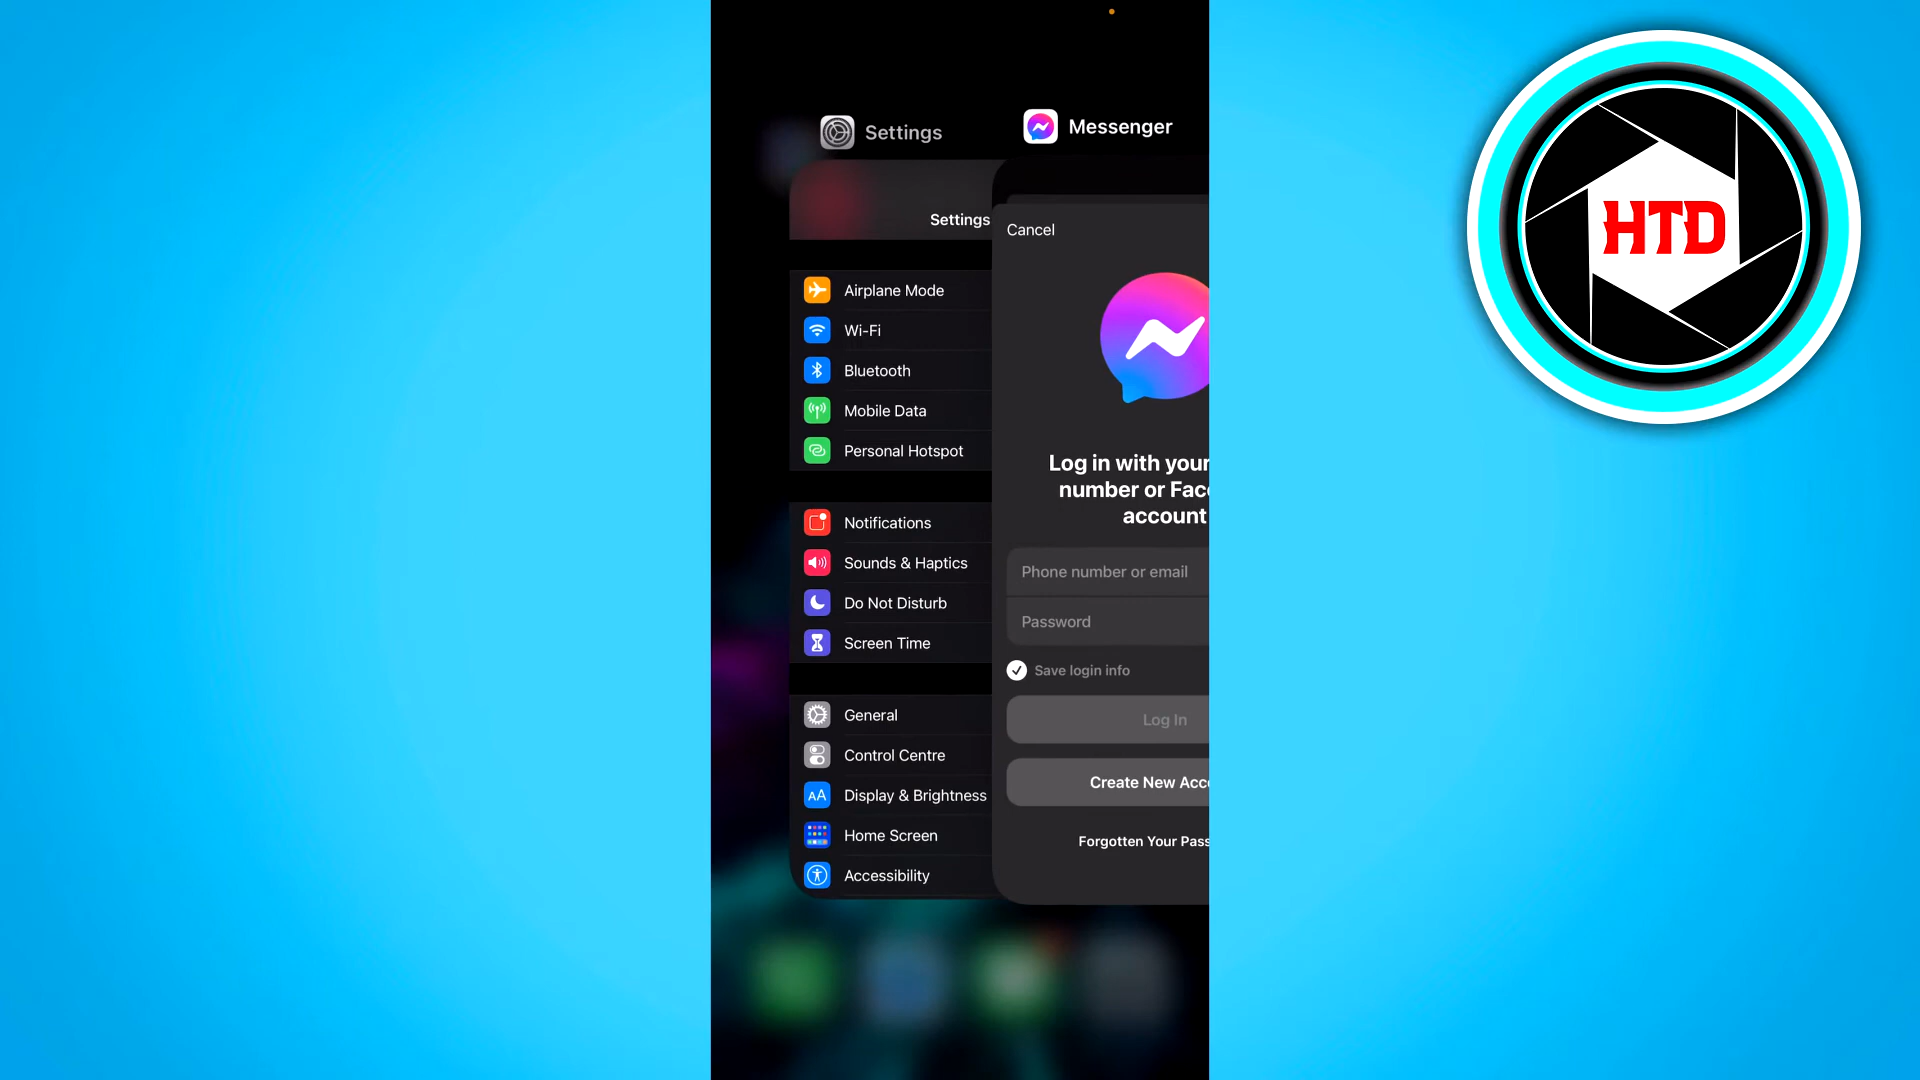 Settings
Messenger
Settings
Airplane Mode
Wi-Fi
Bluetooth
Mobile Data
Personal Hotspot
Notifications
Sounds & Haptics
Do Not Disturb
Screen Time
General
Control Centre
AA Display & Brightness
Home Screen
Accessibility
Cancel
Log in with your
number or Fac
account
Phone number or email
Password
Save login info
Log In
Create New Acc
Forgotten Your Pass
HTD